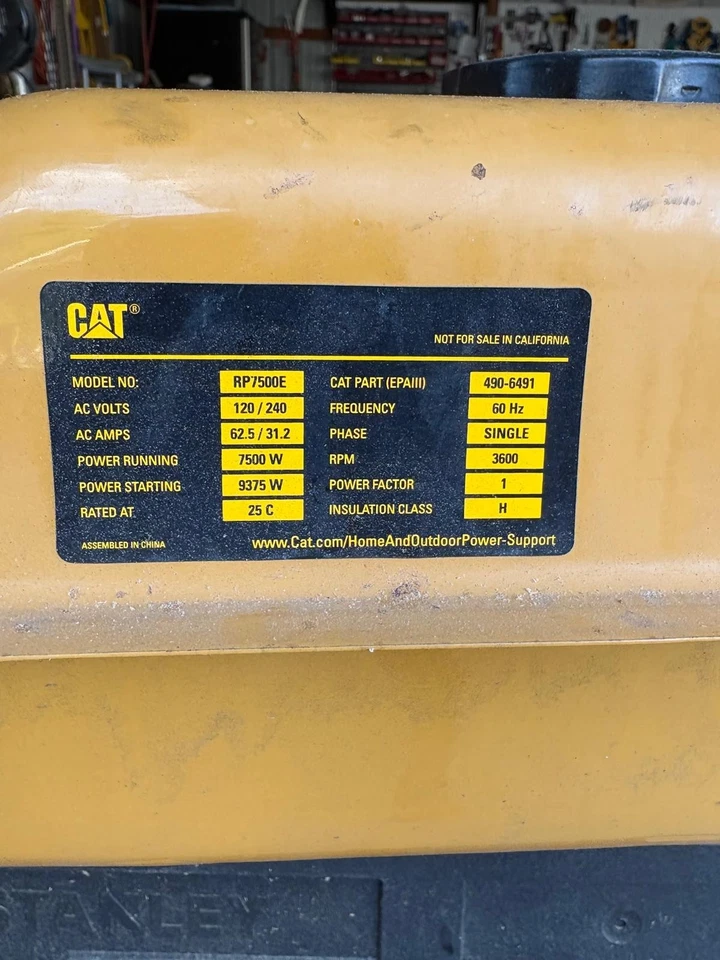 CAT®
NOT FOR SALE IN CALIFORNIA
MODEL NO: RP7500E CAT PART (EPAIII) 490-6491
AC VOLTS 120 / 240 FREQUENCY 60 Hz
AC AMPS 62.5 / 31.2 PHASE SINGLE
POWER RUNNING 7500 W RPM 3600
POWER STARTING 9375 W POWER FACTOR 1
RATED AT 25 C INSULATION CLASS H
ASSEMBLED IN CHINA www.Cat.com/HomeAndOutdoorPower-Support
STANLEY